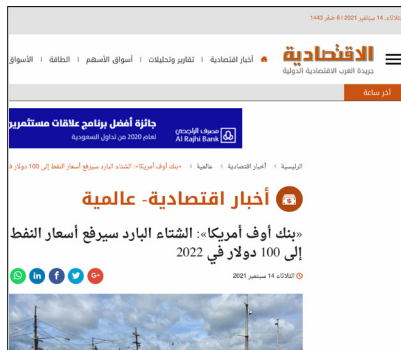 الثلاثاء، 14 سبتمبر 2021 | 6 صفر 1443
الاقتصادية
جريدة العرب الاقتصادية الدولية
أخبار اقتصادية | تقارير وتحليلات | أسواق الأسهم | الطاقة | الأسواق
آخر ساعة
جائزة أفضل برنامج علاقات مستثمرين
لعام 2020 من تداول السعودية
مصرف الراجحي
Al Rajhi Bank
الرئيسية > أخبار اقتصادية > عالمية > «بنك أوف أمريكا»: الشتاء البارد سيرفع أسعار النفط إلى 100 دولار
أخبار اقتصادية- عالمية
«بنك أوف أمريكا»: الشتاء البارد سيرفع أسعار النفط
إلى 100 دولار في 2022
الثلاثاء 14 سبتمبر 2021